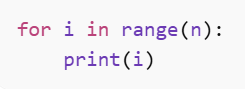 for i in range(n):
    print(i)